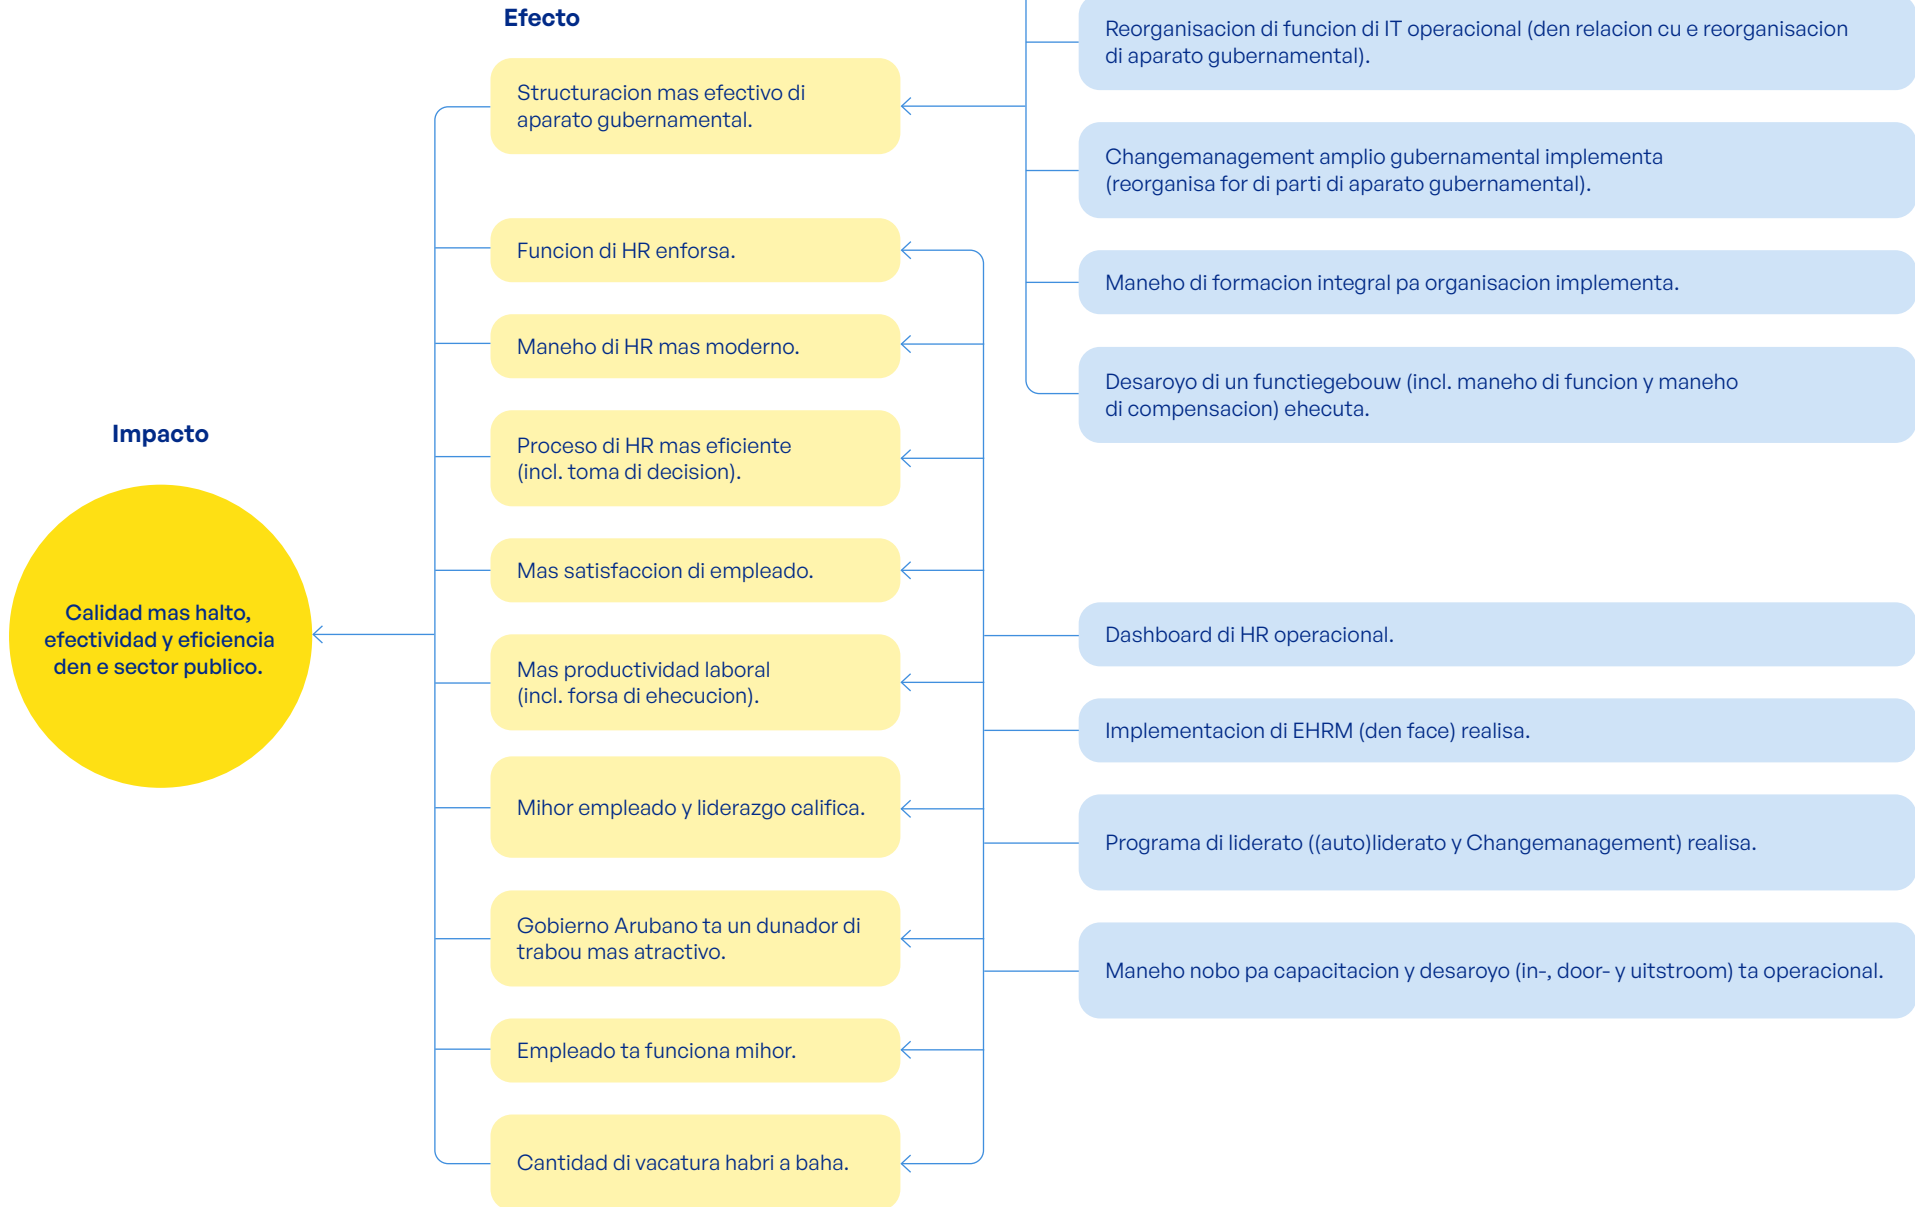 Efecto
Structuracion mas efectivo di
aparato gubernamental.
Funcion di HR enforsa.
Maneho di HR mas moderno.
Proceso di HR mas eficiente
(incl. toma di decision).
Mas satisfaccion di empleado.
Mas productividad laboral
(incl. forsa di ehecucion).
Mihor empleado y liderazgo califica.
Gobierno Arubano ta un dunador di
trabou mas atractivo.
Empleado ta funciona mihor.
Cantidad di vacatura habri a baha.
Impacto
Calidad mas halto,
efectividad y eficiencia
den e sector publico.
Reorganisacion di funcion di IT operacional (den relacion cu e reorganisacion
di aparato gubernamental).
Changemanagement amplio gubernamental implementa
(reorganisa for di parti di aparato gubernamental).
Maneho di formacion integral pa organisacion implementa.
Desaroyo di un functiegebouw (incl. maneho di funcion y maneho
di compensacion) ehecuta.
Dashboard di HR operacional.
Implementacion di EHRM (den face) realisa.
Programa di liderato ((auto)liderato y Changemanagement) realisa.
Maneho nobo pa capacitacion y desaroyo (in-, door- y uitstroom) ta operacional.